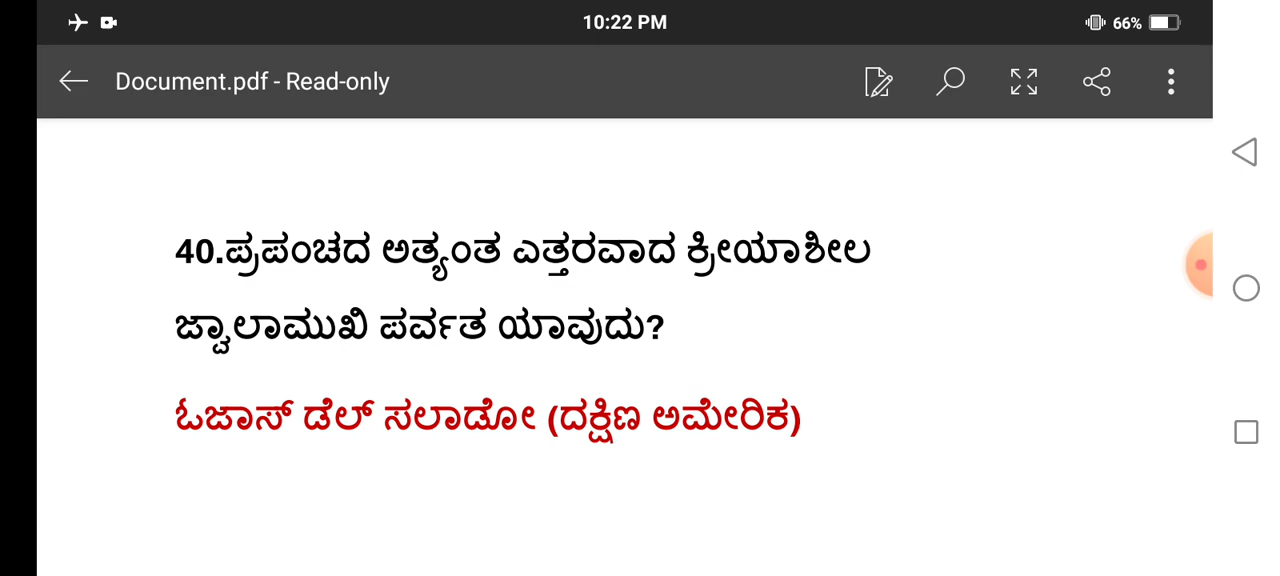 10:22 PM
66%
Document.pdf - Read-only
40.ಪ್ರಪಂಚದ ಅತ್ಯಂತ ಎತ್ತರವಾದ ಕ್ರೀಯಾಶೀಲ
ಜ್ವಾಲಾಮುಖಿ ಪರ್ವತ ಯಾವುದು?
ಓಜಾಸ್ ಡೆಲ್ ಸಲಾಡೋ (ದಕ್ಷಿಣ ಅಮೇರಿಕ)